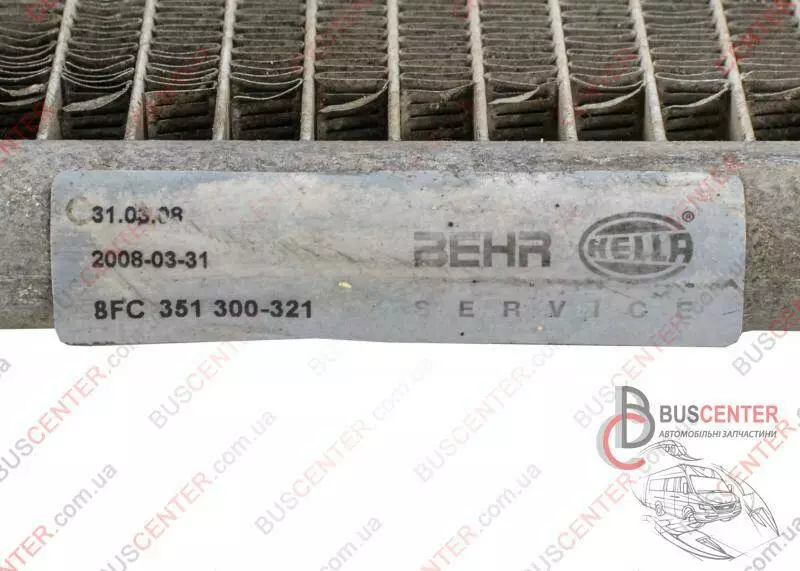 31.03.08
2008-03-31
8FC 351 300-321
BEHR HELLA ®
SERVICE
BUSCENTER
АВТОМОБІЛЬНІ ЗАПЧАСТИНИ
BUSCENTER.com.ua